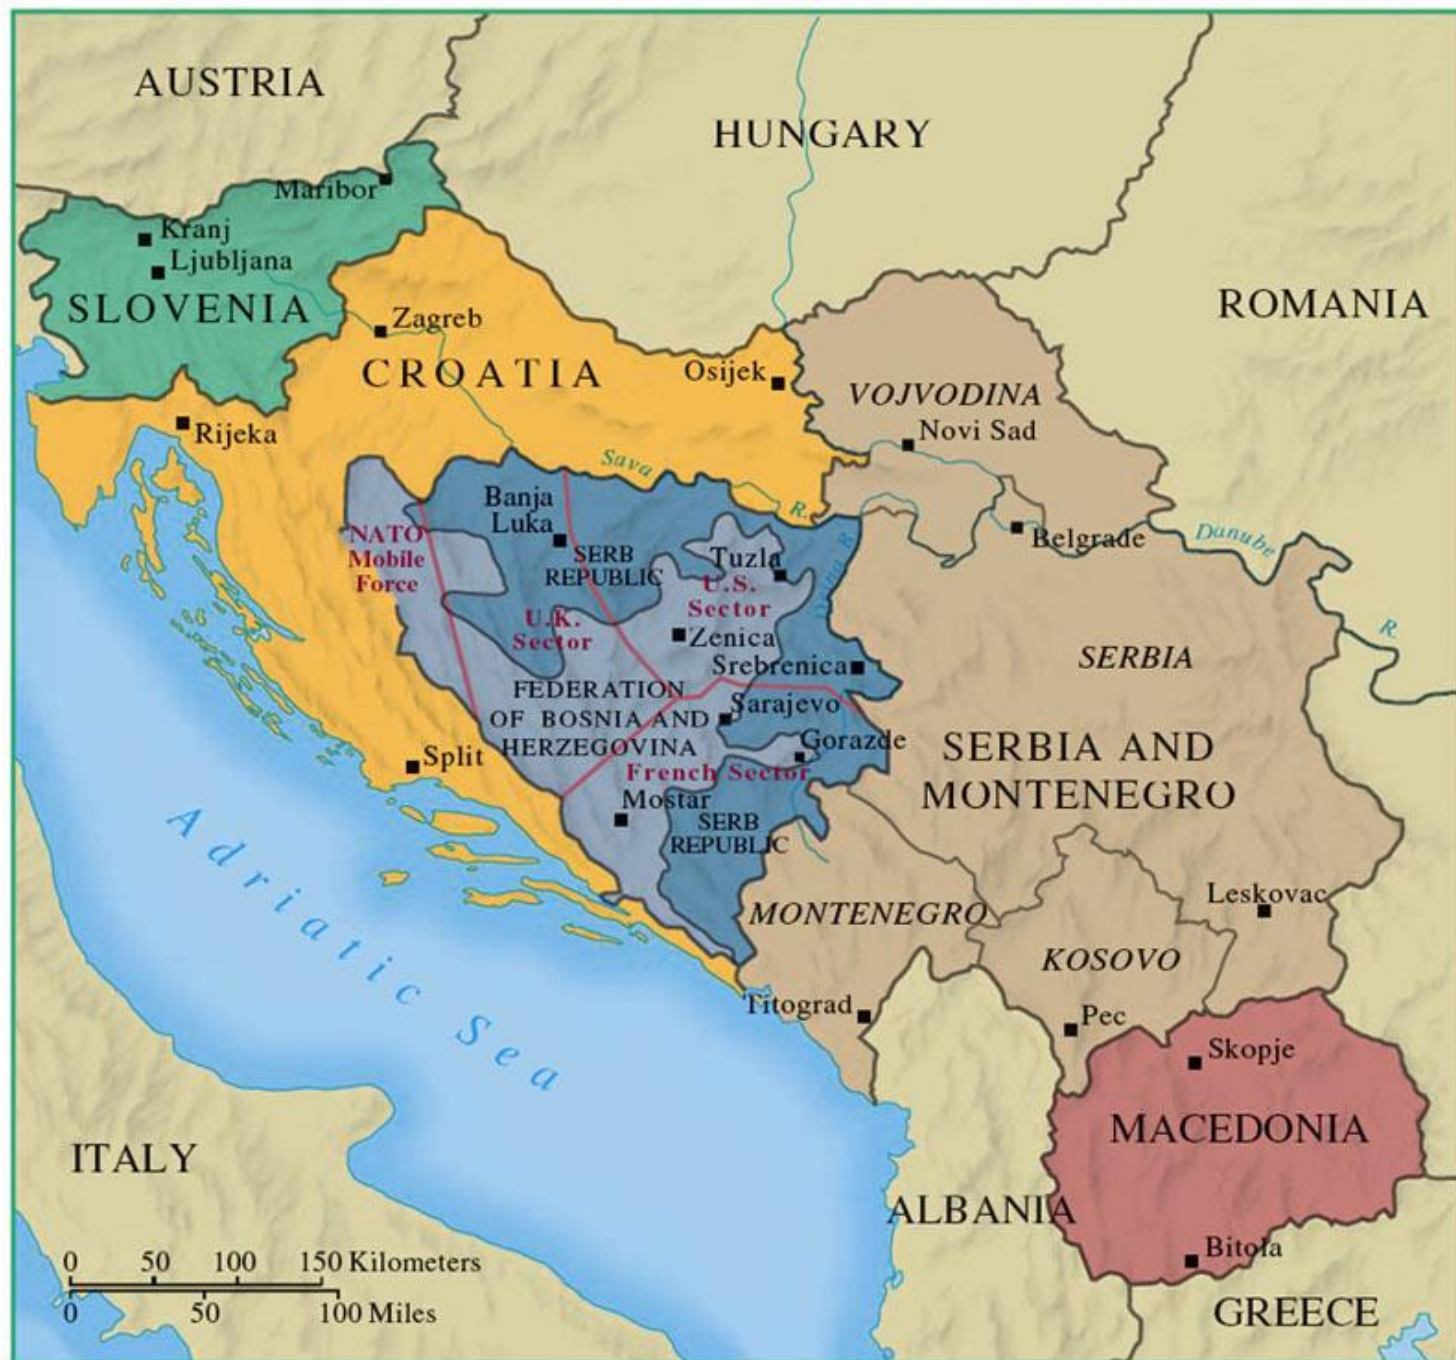 AUSTRIA
HUNGARY
Maribor
Kranj
Ljubljana
SLOVENIA
ROMANIA
Zagreb
CROATIA
Osijek
VOJVODINA
Novi Sad
Rijeka
Sava
R.
Banja
Luka
NATO
Mobile
Force
SERB
REPUBLIC
Tuzla
U.S.
Sector
U.K.
Sector
Belgrade
Danube
R.
R.
Zenica
Srebrenica
SERBIA
FEDERATION
OF BOSNIA AND
HERZEGOVINA
Sarajevo
Gorazde
French Sector
Mostar
SERB
REPUBLIC
Split
SERBIA AND
MONTENEGRO
Adriatic Sea
MONTENEGRO
Leskovac
KOSOVO
Titograd
Pec
Skopje
MACEDONIA
ITALY
ALBANIA
Bitola
GREECE
0 50 100 150 Kilometers
0 50 100 Miles